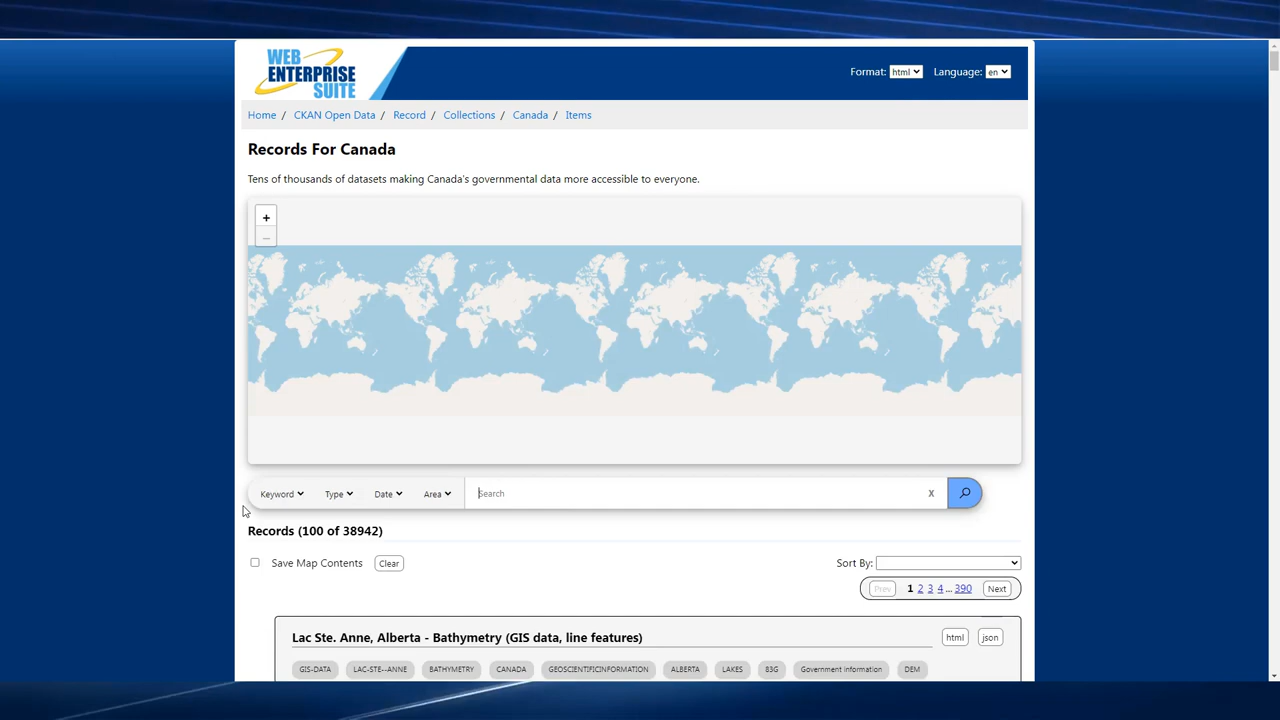 WEB
ENTERPRISE
SUITE
Format: html Language: en
Home / CKAN Open Data / Record / Collections / Canada / Items
Records For Canada
Tens of thousands of datasets making Canada's governmental data more accessible to everyone.
+
−
Keyword Type Date Area Search x
Records (100 of 38942)
Save Map Contents Clear Sort By:
Prev 1 2 3 4 ... 390 Next
Lac Ste. Anne, Alberta - Bathymetry (GIS data, line features) html json
GIS-DATA LAC-STE--ANNE BATHYMETRY CANADA GEOSCIENTIFICINFORMATION ALBERTA LAKES 83G Government information DEM